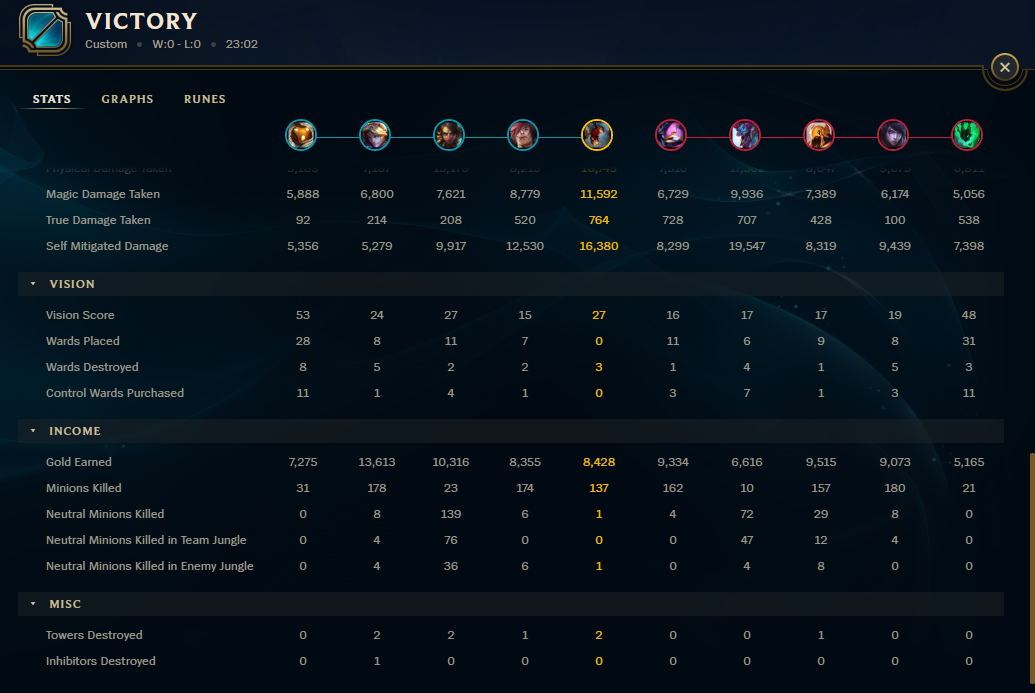 VICTORY
Custom • W:0 - L:0 • 23:02
STATS GRAPHS RUNES
Physical Damage Taken
Magic Damage Taken 5,888 6,800 7,621 8,779 11,592 6,729 9,936 7,389 6,174 5,056
True Damage Taken 92 214 208 520 764 728 707 428 100 538
Self Mitigated Damage 5,356 5,279 9,917 12,530 16,380 8,299 19,547 8,319 9,439 7,398
VISION
Vision Score 53 24 27 15 27 16 17 17 19 48
Wards Placed 28 8 11 7 0 11 6 9 8 31
Wards Destroyed 8 5 2 2 3 1 4 1 5 3
Control Wards Purchased 11 1 4 1 0 3 7 1 3 11
INCOME
Gold Earned 7,275 13,613 10,316 8,355 8,428 9,334 6,616 9,515 9,073 5,165
Minions Killed 31 178 23 174 137 162 10 157 180 21
Neutral Minions Killed 0 8 139 6 1 4 72 29 8 0
Neutral Minions Killed in Team Jungle 0 4 76 0 0 0 47 12 4 0
Neutral Minions Killed in Enemy Jungle 0 4 36 6 1 0 4 8 0 0
MISC
Towers Destroyed 0 2 2 1 2 0 0 1 0 0
Inhibitors Destroyed 0 1 0 0 0 0 0 0 0 0